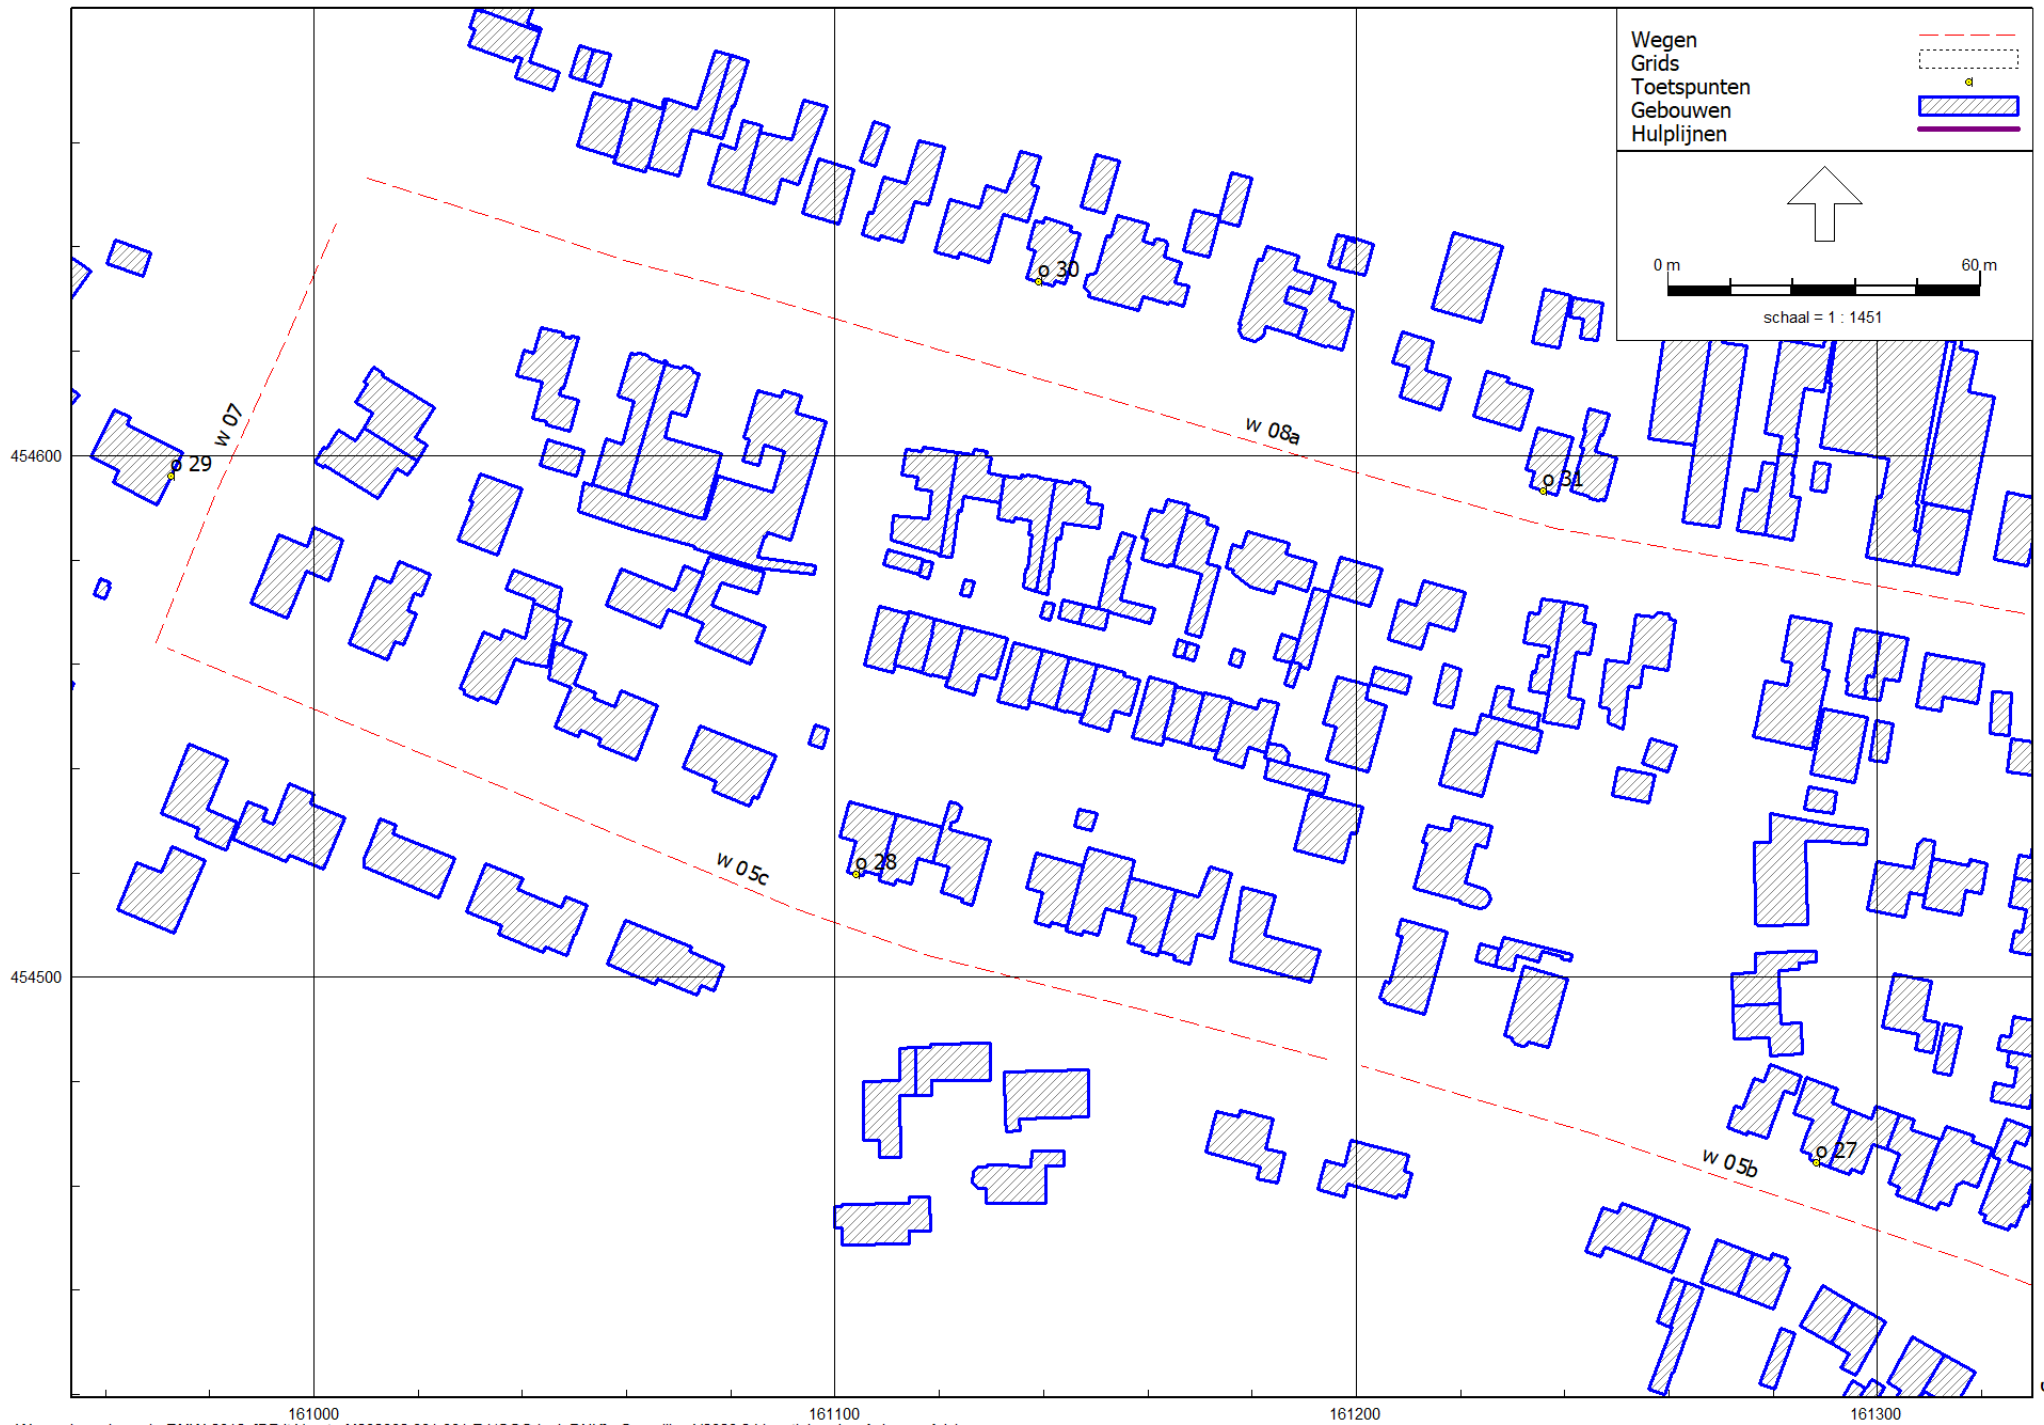 Wegen
Grids
Toetspunten
Gebouwen
Hulplijnen
0 m 60 m
schaal = 1 : 1451
o 30
w 07
w 08a
454600
o 29
o 31
w 05c
o 28
454500
w 05b
o 27
161000 161100 161200 161300